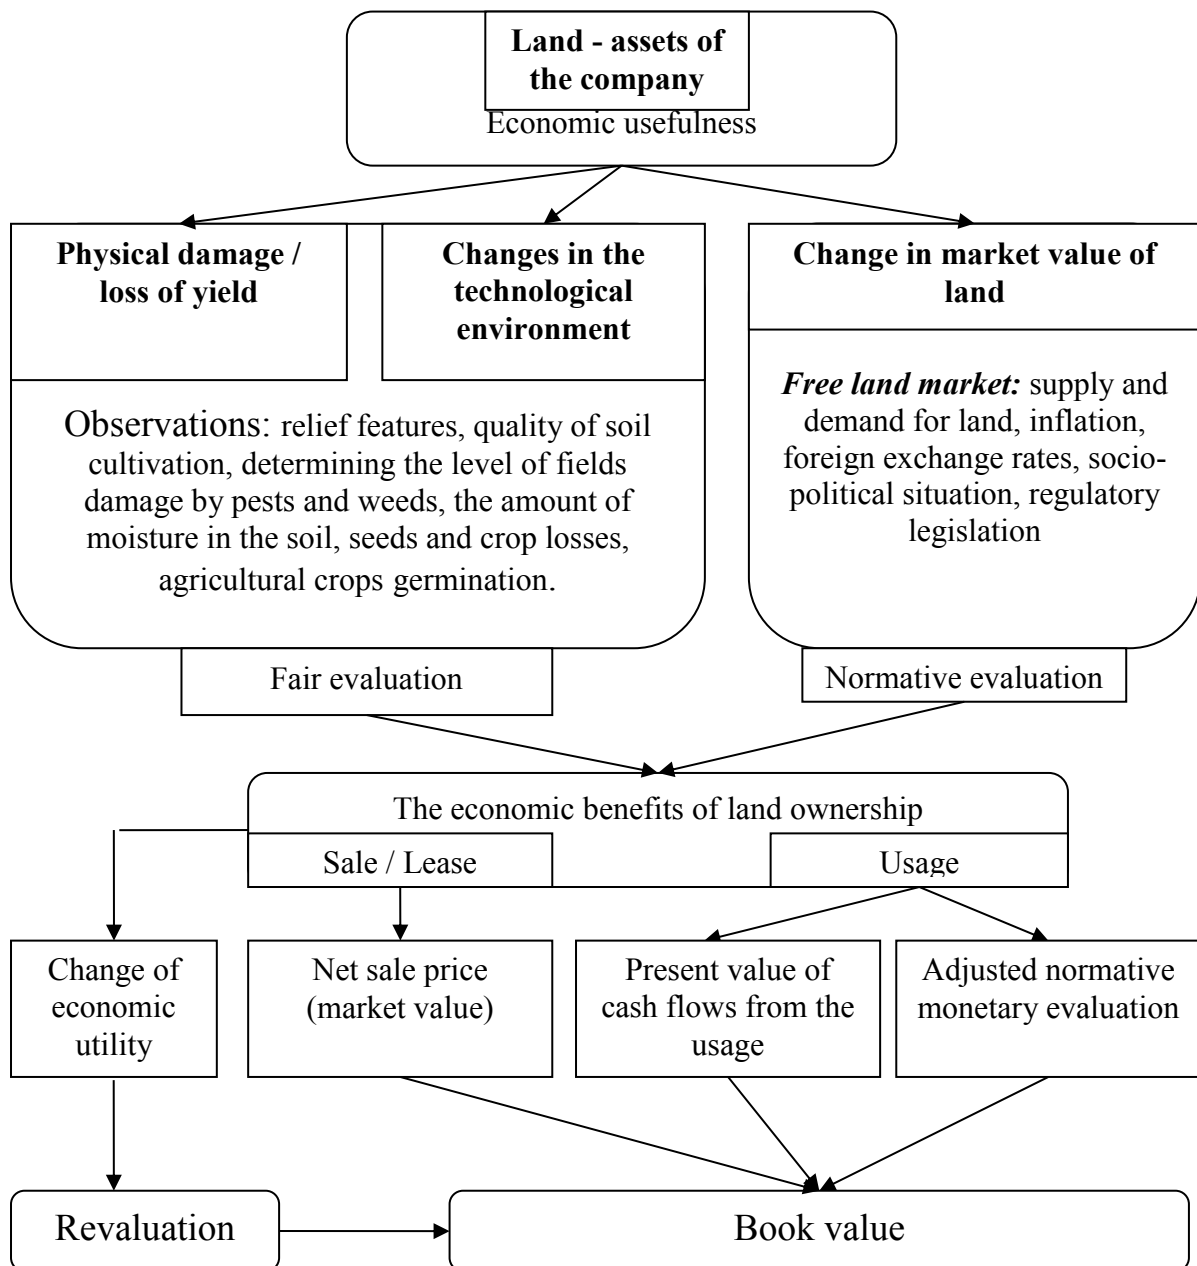 Land - assets of
the company
Economic usefulness
Physical damage /
loss of yield
Changes in the
technological
environment
Change in market value of
land
Observations: relief features, quality of soil
cultivation, determining the level of fields
damage by pests and weeds, the amount of
moisture in the soil, seeds and crop losses,
agricultural crops germination.
Free land market: supply and
demand for land, inflation,
foreign exchange rates, socio-
political situation, regulatory
legislation
Fair evaluation
Normative evaluation
The economic benefits of land ownership
Sale / Lease
Usage
Change of
economic
utility
Net sale price
(market value)
Present value of
cash flows from the
usage
Adjusted normative
monetary evaluation
Revaluation
Book value